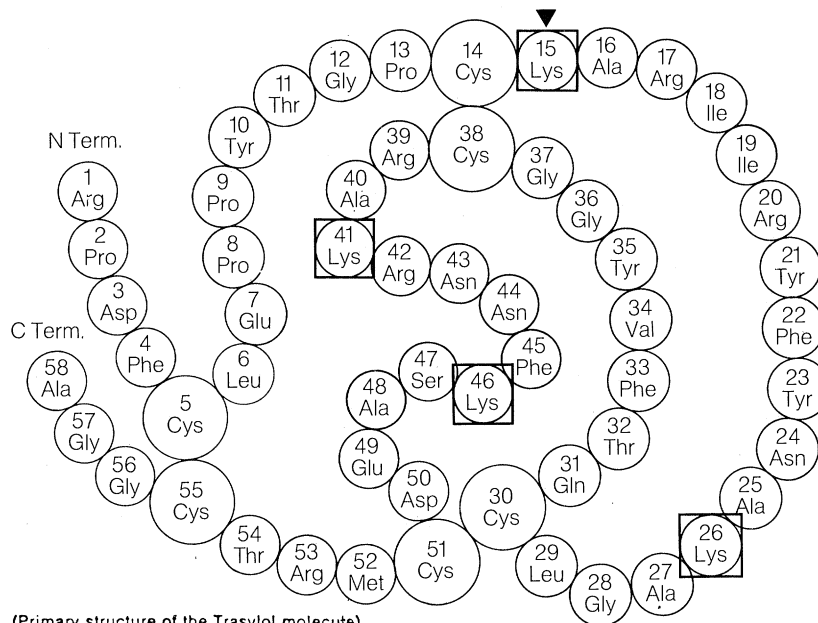 N Term.
1 Arg
2 Pro
3 Asp
4 Phe
5 Cys
6 Leu
7 Glu
8 Pro
9 Pro
10 Tyr
11 Thr
12 Gly
13 Pro
14 Cys
15 Lys
16 Ala
17 Arg
18 Ile
19 Ile
20 Arg
21 Tyr
22 Phe
23 Tyr
24 Asn
25 Ala
26 Lys
27 Ala
28 Gly
29 Leu
30 Cys
31 Gln
32 Thr
33 Phe
34 Val
35 Tyr
36 Gly
37 Gly
38 Cys
39 Arg
40 Ala
41 Lys
42 Arg
43 Asn
44 Asn
45 Phe
46 Lys
47 Ser
48 Ala
49 Glu
50 Asp
51 Cys
52 Met
53 Arg
54 Thr
55 Cys
56 Gly
57 Gly
58 Ala
C Term.
(Primary structure of the Trasylol molecute)